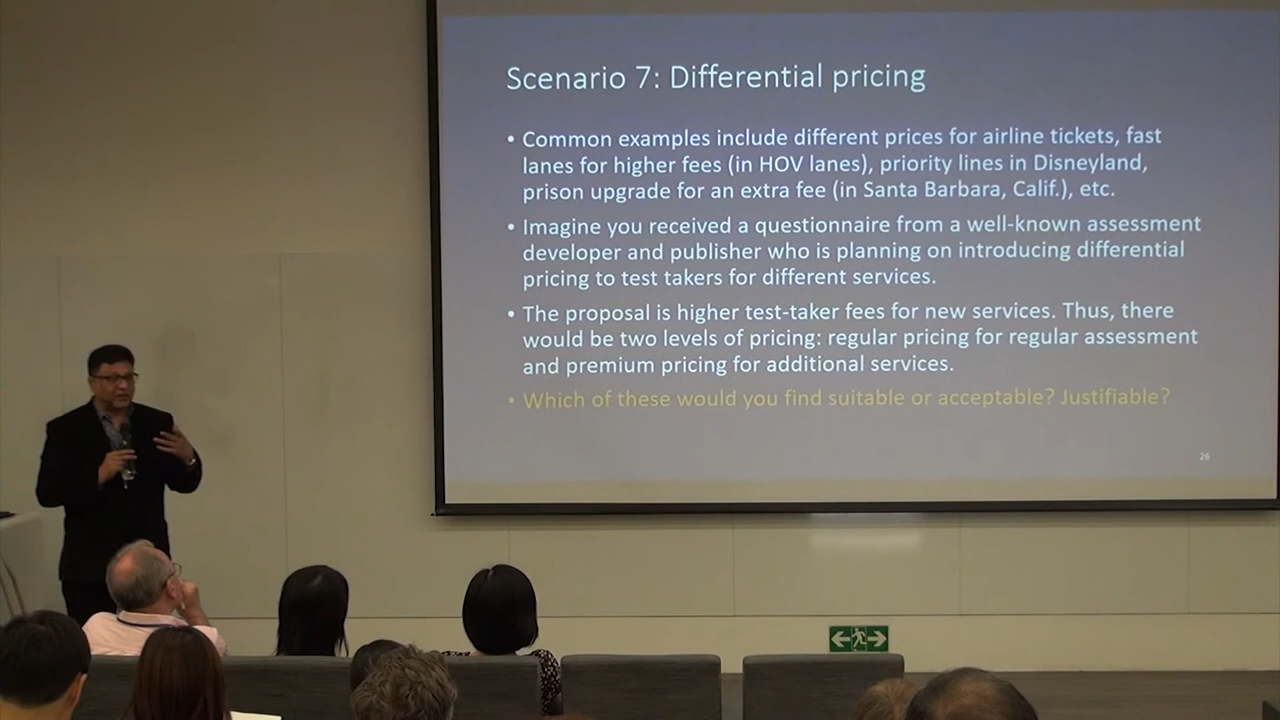 Scenario 7: Differential pricing
• Common examples include different prices for airline tickets, fast
lanes for higher fees (in HOV lanes), priority lines in Disneyland,
prison upgrade for an extra fee (in Santa Barbara, Calif.), etc.
• Imagine you received a questionnaire from a well-known assessment
developer and publisher who is planning on introducing differential
pricing to test takers for different services.
• The proposal is higher test-taker fees for new services. Thus, there
would be two levels of pricing: regular pricing for regular assessment
and premium pricing for additional services.
• Which of these would you find suitable or acceptable? Justifiable?
26